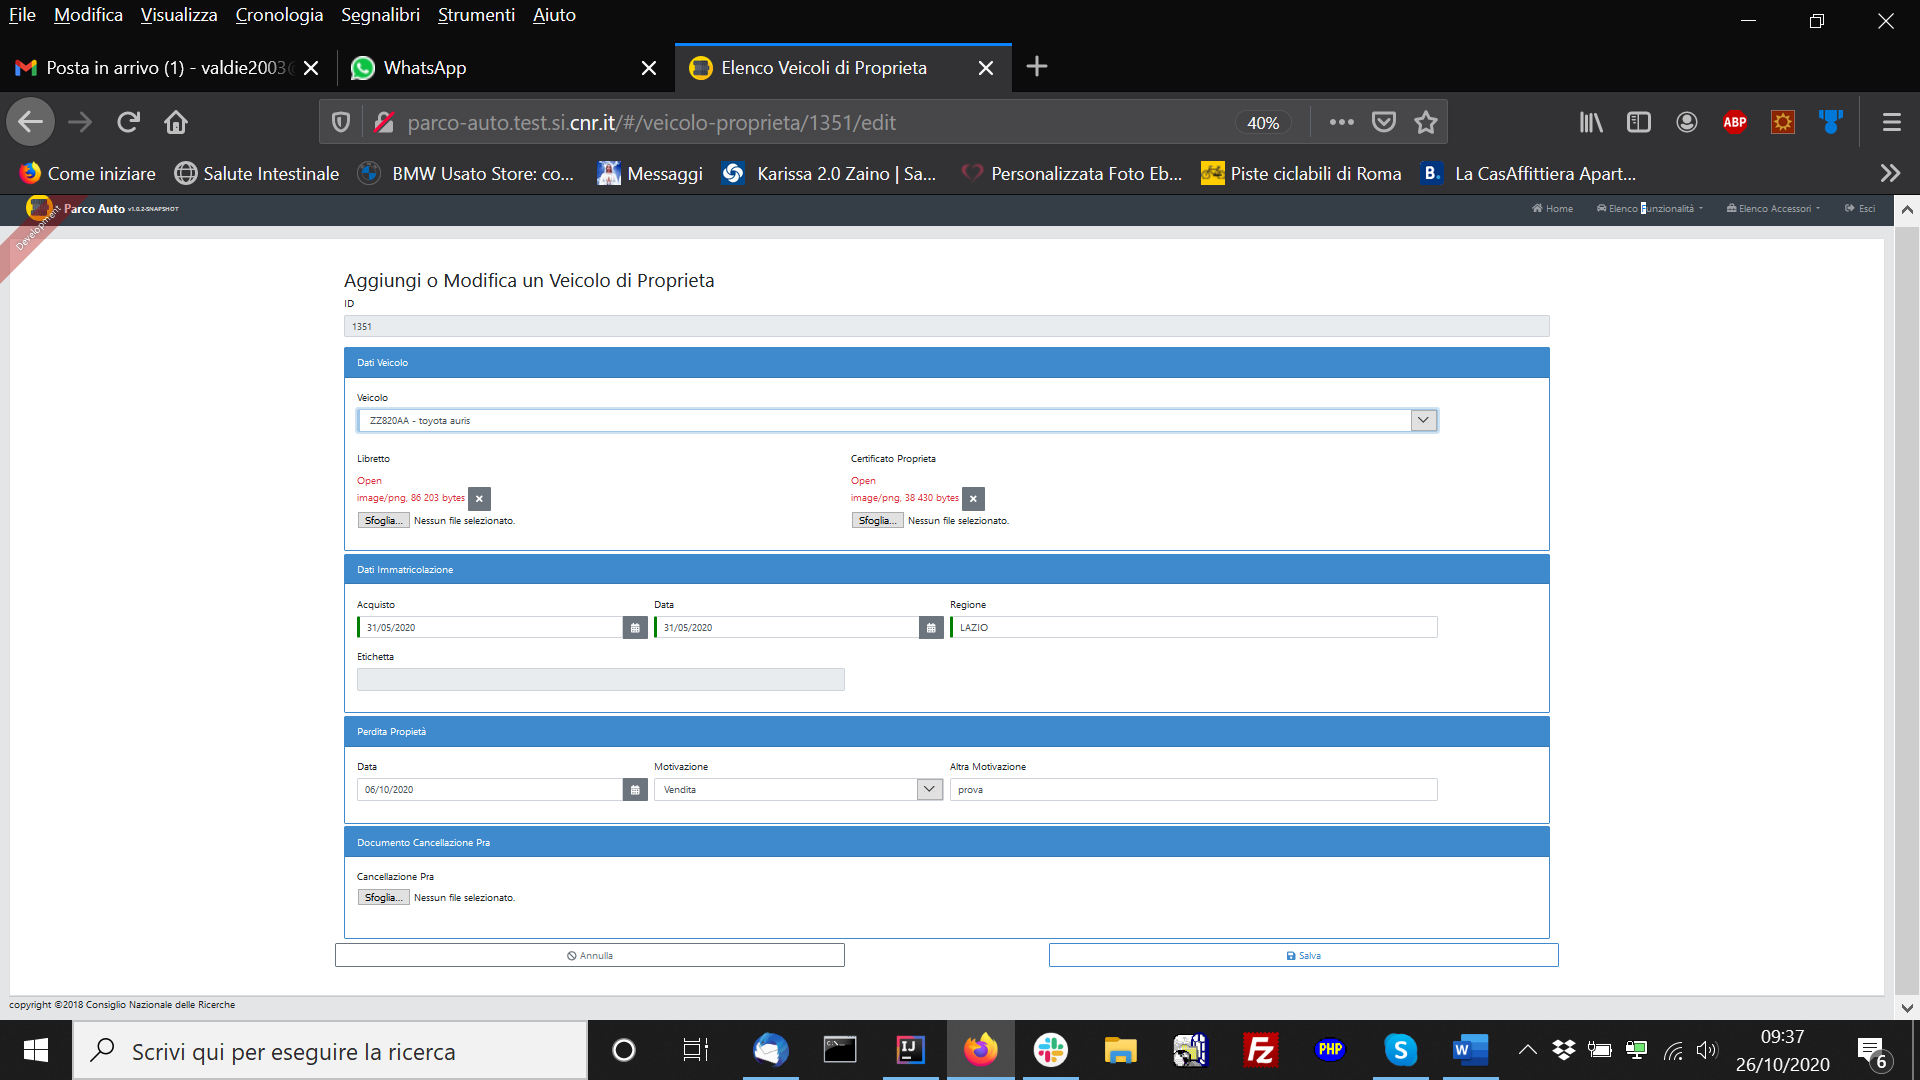 File Modifica Visualizza Cronologia Segnalibri Strumenti Aiuto
Posta in arrivo (1) - valdie2003@ WhatsApp Elenco Veicoli di Proprieta
parco-auto.test.si.cnr.it/#/veicolo-proprieta/1351/edit 40% ABP
Come iniziare Salute Intestinale BMW Usato Store: co... Messaggi Karissa 2.0 Zaino | Sa... Personalizzata Foto Eb... Piste ciclabili di Roma B. La CasAffittiera Apart...
Development
Parco Auto v1.0.2-SNAPSHOT Home Elenco Funzionalità Elenco Accessori Esci
Aggiungi o Modifica un Veicolo di Proprieta
ID
1351
Dati Veicolo
Veicolo
ZZ820AA - toyota auris
Libretto Certificato Proprieta
Open Open
image/png, 86 203 bytes image/png, 38 430 bytes
Sfoglia... Nessun file selezionato. Sfoglia... Nessun file selezionato.
Dati Immatricolazione
Acquisto Data Regione
31/05/2020 31/05/2020 LAZIO
Etichetta
Perdita Propietà
Data Motivazione Altra Motivazione
06/10/2020 Vendita prova
Documento Cancellazione Pra
Cancellazione Pra
Sfoglia... Nessun file selezionato.
Annulla Salva
copyright ©2018 Consiglio Nazionale delle Ricerche
Scrivi qui per eseguire la ricerca IJ Fz PHP S W 09:37
26/10/2020 6